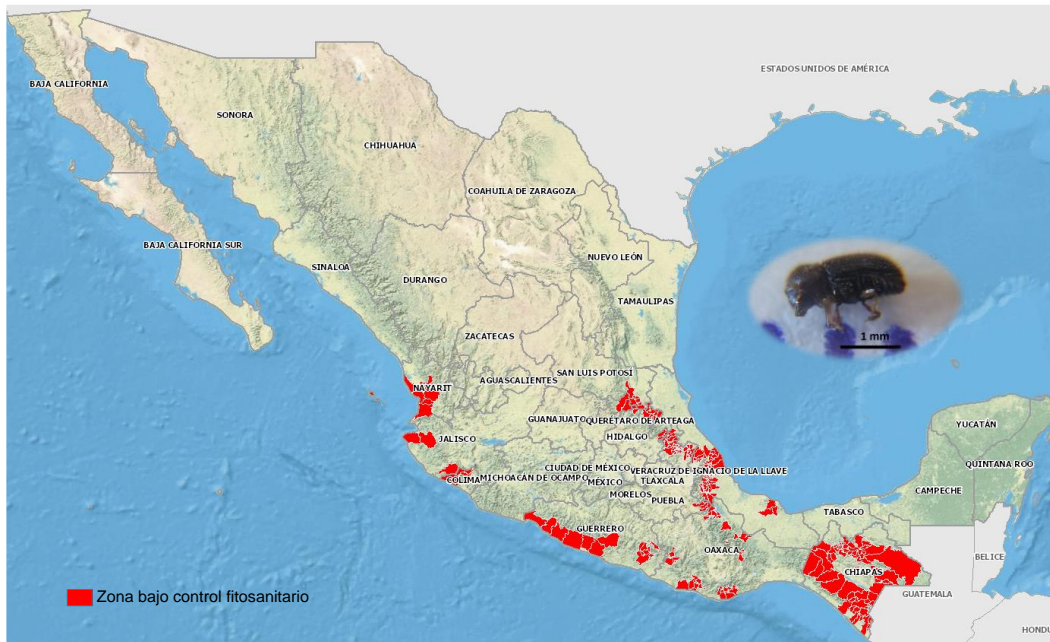 ESTADOS UNIDOS DE AMÉRICA
BAJA CALIFORNIA
SONORA
CHIHUAHUA
COAHUILA DE ZARAGOZA
BAJA CALIFORNIA SUR
NUEVO LEÓN
SINALOA
DURANGO
TAMAULIPAS
1 mm
ZACATECAS
SAN LUIS POTOSÍ
NAYARIT
AGUASCALIENTES
GUANAJUATO
QUERÉTARO DE ARTEAGA
YUCATÁN
JALISCO
HIDALGO
QUINTANA ROO
CIUDAD DE MÉXICO
VERACRUZ DE IGNACIO DE LA LLAVE
COLIMA
MICHOACÁN DE OCAMPO
MÉXICO
TLAXCALA
CAMPECHE
MORELOS
PUEBLA
TABASCO
GUERRERO
OAXACA
BELICE
CHIAPAS
GUATEMALA
Zona bajo control fitosanitario
HONDU